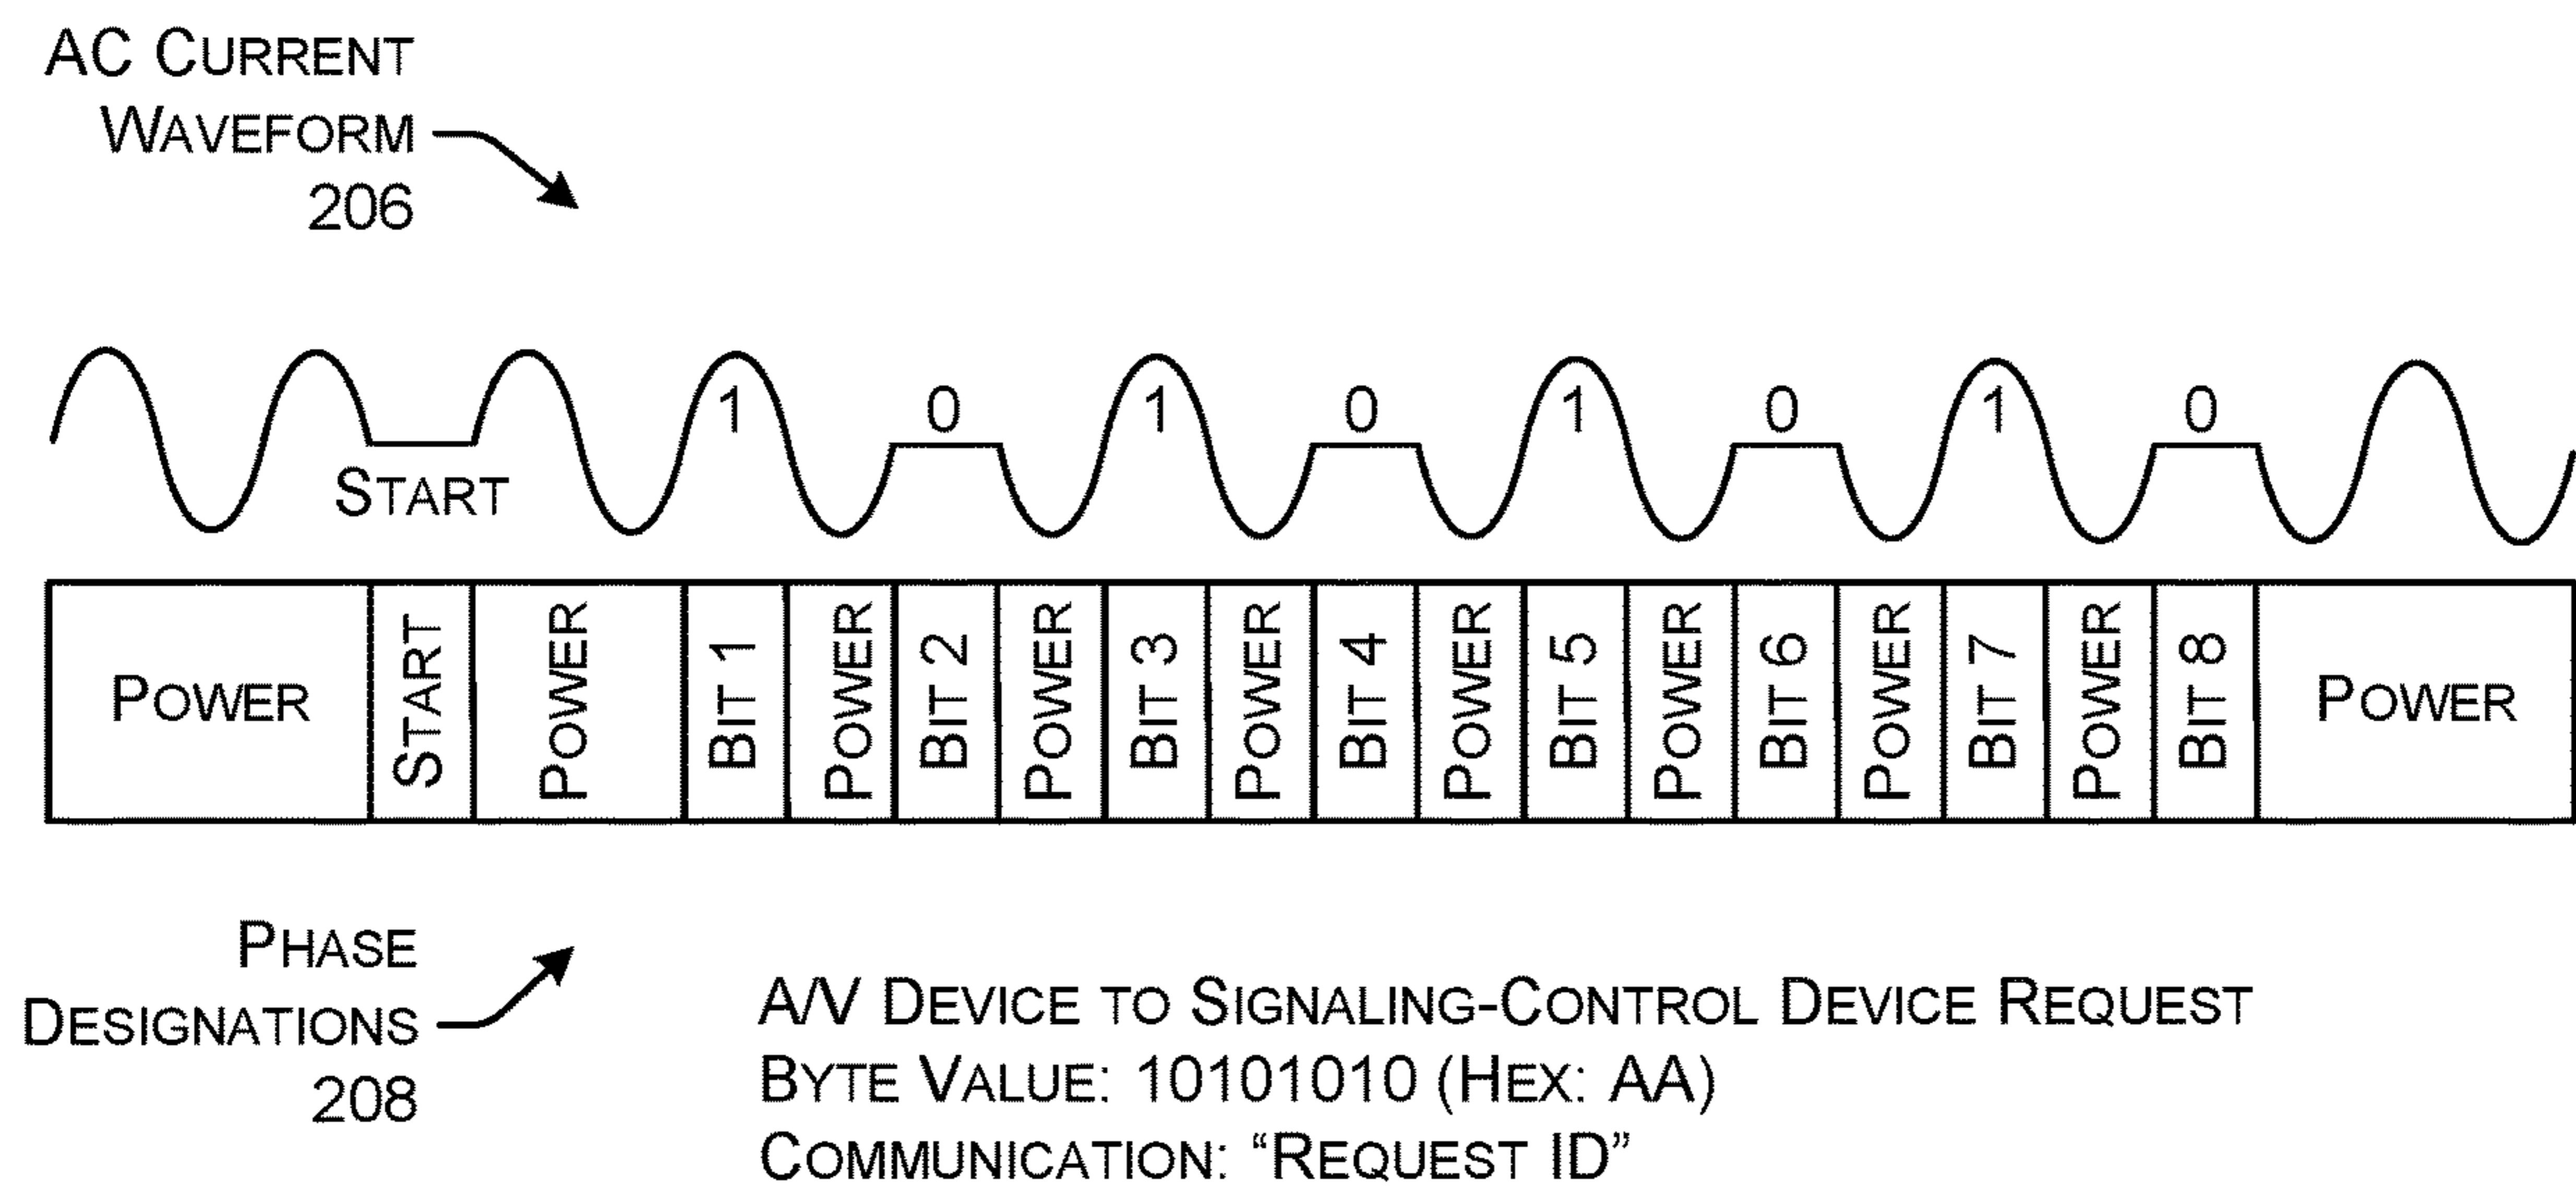 AC CURRENT
WAVEFORM
206
1 0 1 0 1 0 1 0
START
POWER START POWER BIT 1 POWER BIT 2 POWER BIT 3 POWER BIT 4 POWER BIT 5 POWER BIT 6 POWER BIT 7 POWER BIT 8 POWER
PHASE
DESIGNATIONS
208
A/V DEVICE TO SIGNALING-CONTROL DEVICE REQUEST
BYTE VALUE: 10101010 (HEX: AA)
COMMUNICATION: “REQUEST ID”